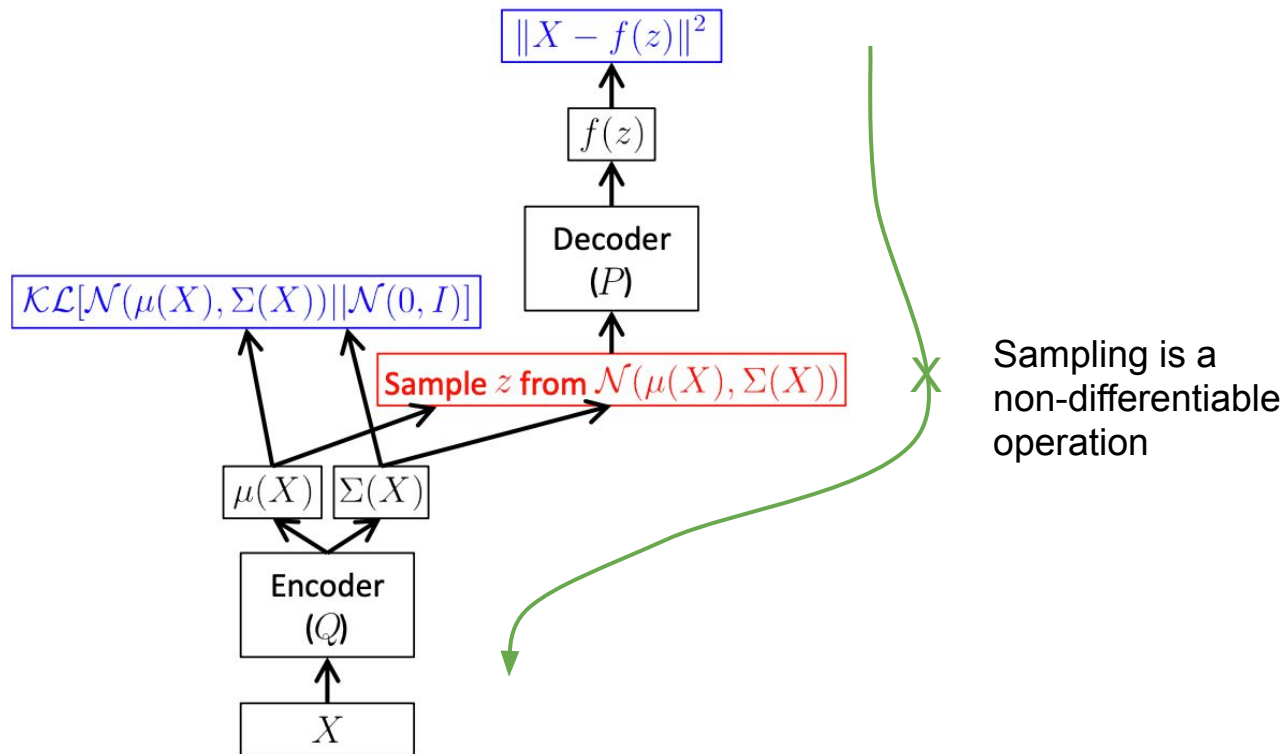 ‖X − f(z)‖²
f(z)
Decoder
(P)
𝒦ℒ[𝒩(μ(X), Σ(X))||𝒩(0, I)]
Sample z from 𝒩(μ(X), Σ(X))
X
Sampling is a
non-differentiable
operation
μ(X) Σ(X)
Encoder
(Q)
X